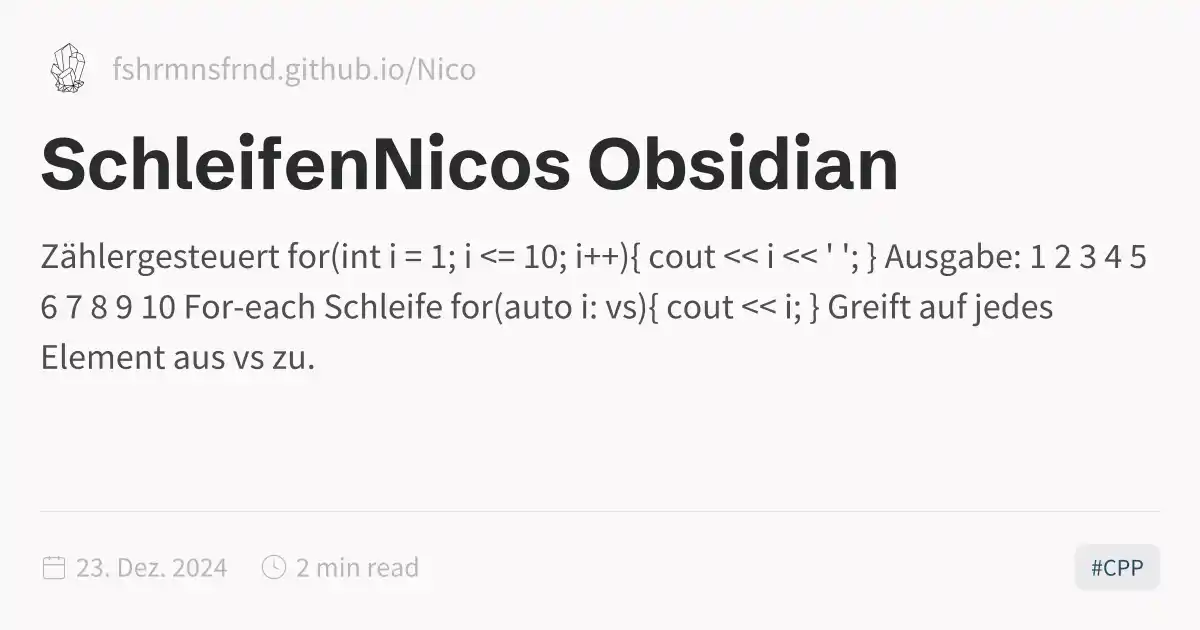 fshrmnsfrnd.github.io/Nico
SchleifenNicos Obsidian
Zählergesteuert for(int i = 1; i <= 10; i++){ cout << i << ' '; } Ausgabe: 1 2 3 4 5
6 7 8 9 10 For-each Schleife for(auto i: vs){ cout << i; } Greift auf jedes
Element aus vs zu.
23. Dez. 2024 2 min read #CPP